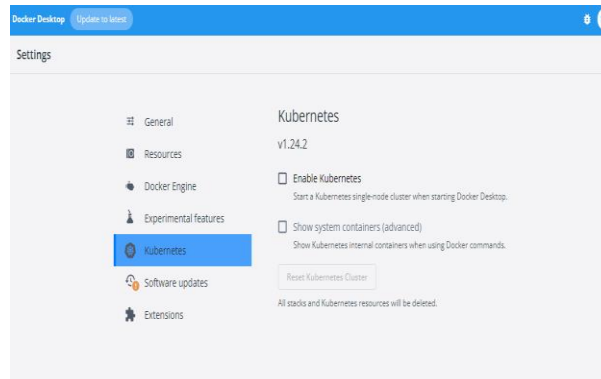 Docker Desktop Update to latest
Settings
General
Resources
Docker Engine
Experimental features
Kubernetes
Software updates
Extensions
Kubernetes
v1.24.2
Enable Kubernetes
Start a Kubernetes single-node cluster when starting Docker Desktop.
Show system containers (advanced)
Show Kubernetes internal containers when using Docker commands.
Reset Kubernetes Cluster
All stacks and Kubernetes resources will be deleted.